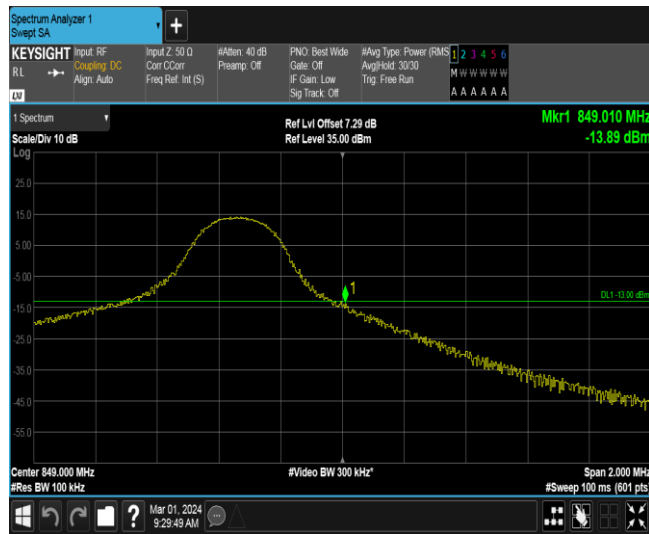 Spectrum Analyzer 1
Swept SA
+
KEYSIGHT
RL
LXI
Input: RF
Coupling: DC
Align: Auto
Input Z: 50 Ω
Corr CCorr
Freq Ref: Int (S)
#Atten: 40 dB
Preamp: Off
PNO: Best Wide
Gate: Off
IF Gain: Low
Sig Track: Off
#Avg Type: Power (RMS
Avg|Hold: 30/30
Trig: Free Run
1 2 3 4 5 6
M W W W W W
A A A A A A
1 Spectrum
Scale/Div 10 dB
Ref Lvl Offset 7.29 dB
Ref Level 35.00 dBm
Mkr1 849.010 MHz
-13.89 dBm
Log
25.0
15.0
5.00
-5.00
-15.0
-25.0
-35.0
-45.0
-55.0
1
DL1 -13.00 dBm
Center 849.000 MHz
#Res BW 100 kHz
#Video BW 300 kHz*
Span 2.000 MHz
#Sweep 100 ms (601 pts)
?
Mar 01, 2024
9:29:49 AM